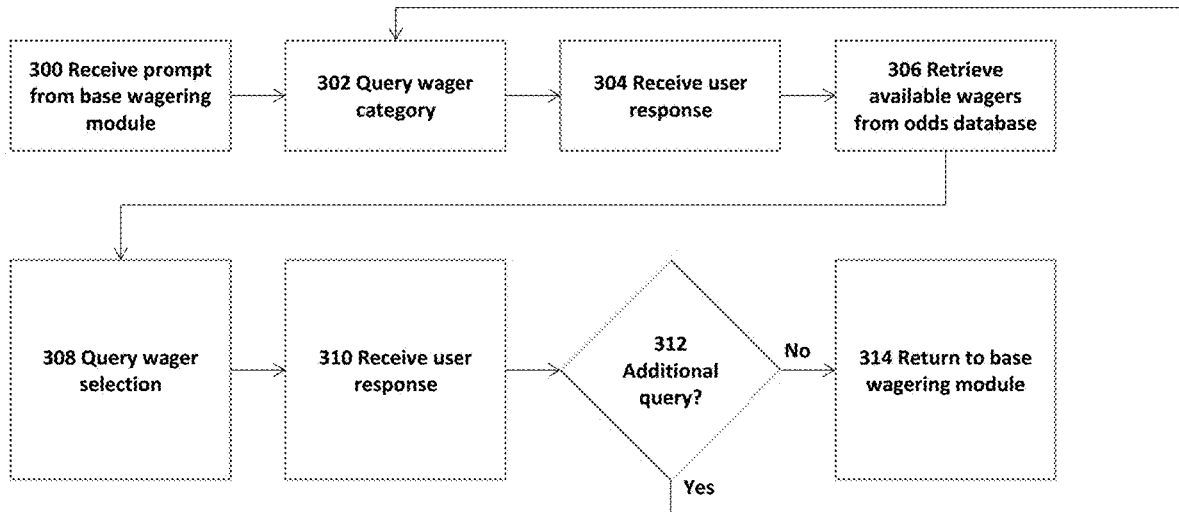 300 Receive prompt
from base wagering
module
302 Query wager
category
304 Receive user
response
306 Retrieve
available wagers
from odds database
308 Query wager
selection
310 Receive user
response
312
Additional
query?
No
314 Return to base
wagering module
Yes